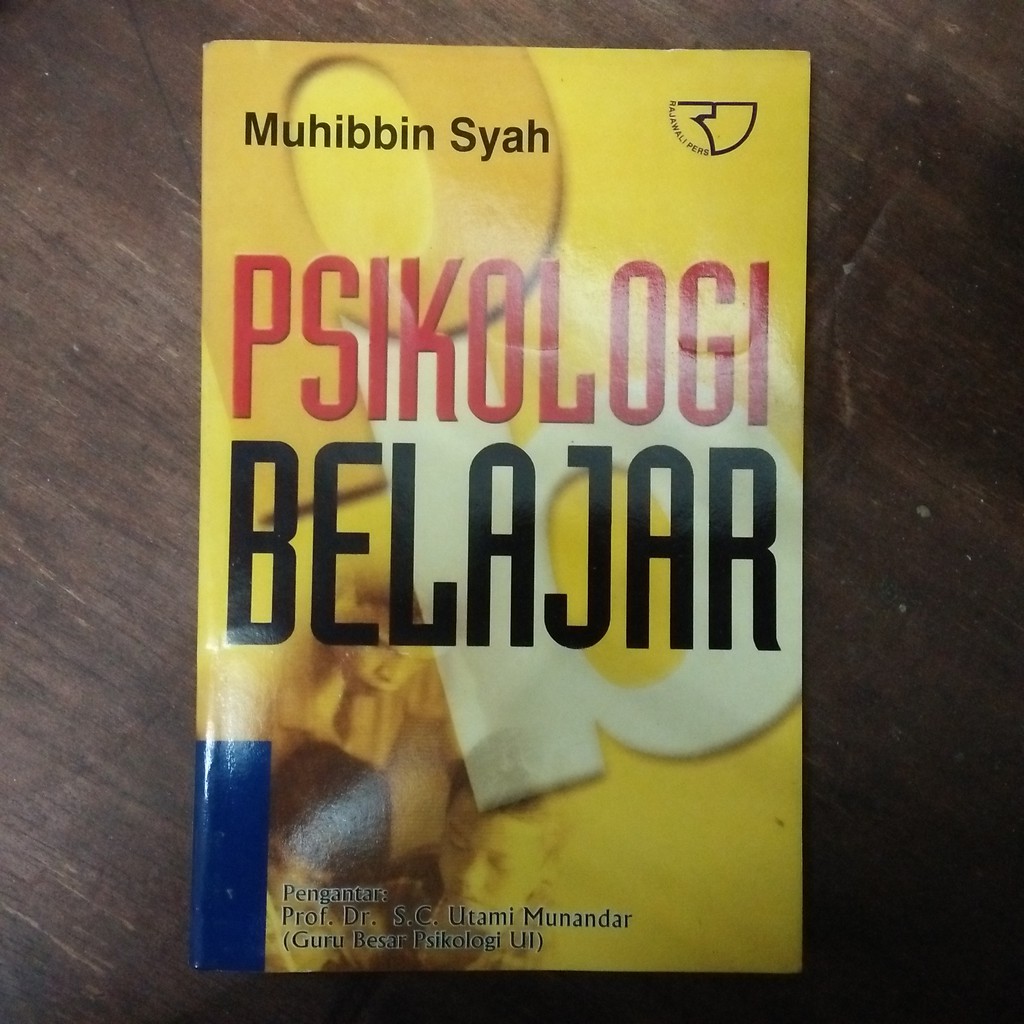 Muhibbin Syah
RAJAWALI PERS
PSIKOLOGI
BELAJAR
Pengantar:
Prof. Dr. S.C. Utami Munandar
(Guru Besar Psikologi UI)